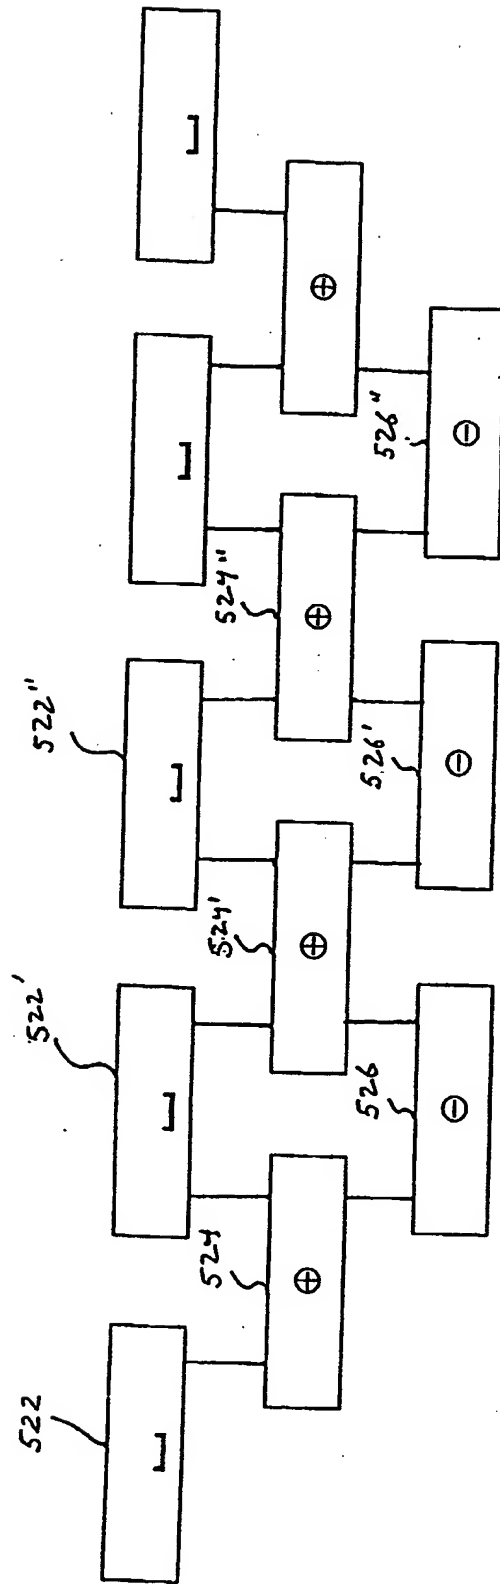 522 522' 522"
⊔ ⊔ ⊔ ⊔ ⊔
524 524' 524"
⊕ ⊕ ⊕ ⊕
526 526' 526"
⊖ ⊖ ⊖